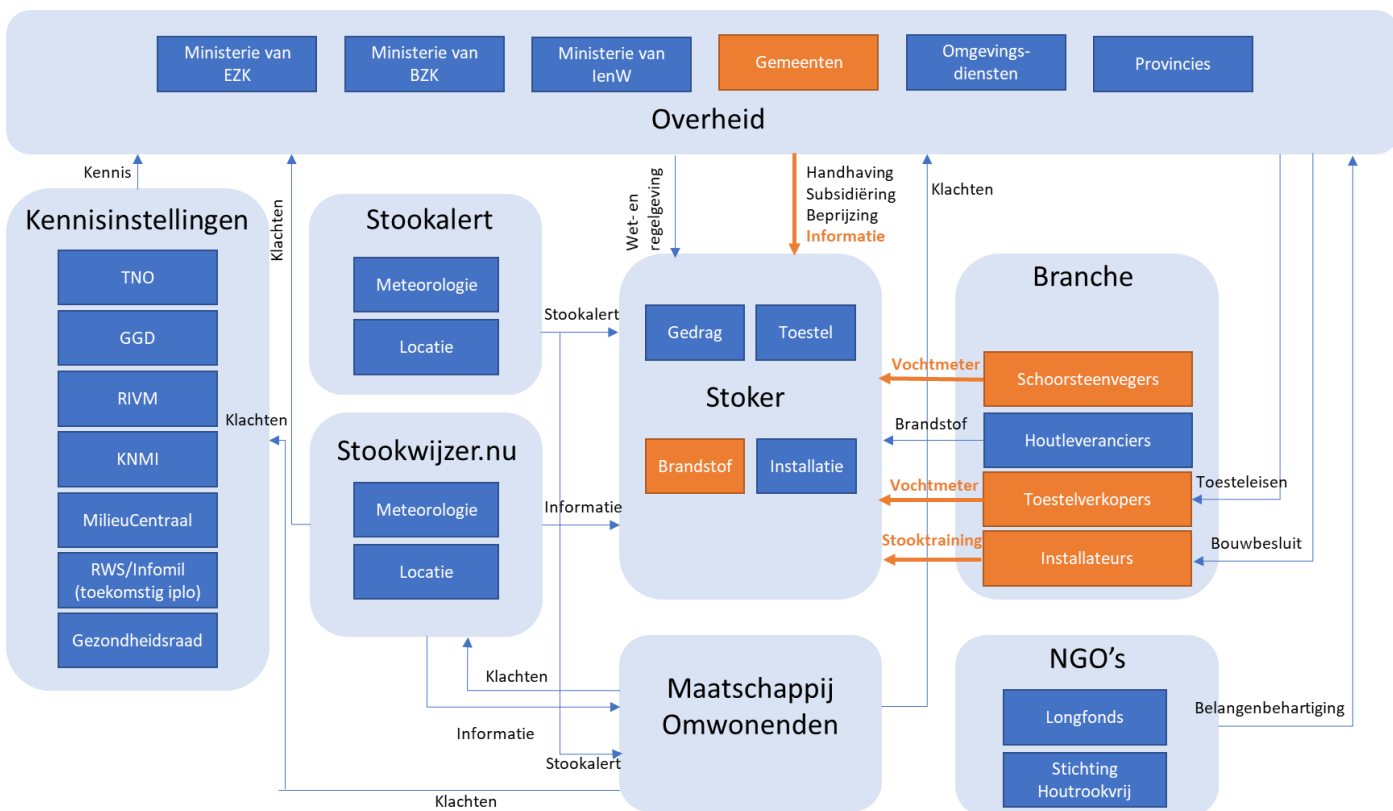 Ministerie van
EZK
Ministerie van
BZK
Ministerie van
IenW
Gemeenten
Omgevings-
diensten
Provincies
Overheid
Kennis
Klachten
Wet- en
regelgeving
Handhaving
Subsidiëring
Beprijzing
Informatie
Klachten
Kennisinstellingen
TNO
GGD
RIVM
KNMI
MilieuCentraal
RWS/Infomil
(toekomstig iplo)
Gezondheidsraad
Stookalert
Meteorologie
Locatie
Stookalert
Klachten
Stookwijzer.nu
Meteorologie
Locatie
Informatie
Gedrag
Toestel
Stoker
Brandstof
Installatie
Vochtmeter
Brandstof
Vochtmeter
Stooktraining
Branche
Schoorsteenvegers
Houtleveranciers
Toestelverkopers
Installateurs
Toesteleisen
Bouwbesluit
Klachten
Informatie
Stookalert
Klachten
Maatschappij
Omwonenden
NGO’s
Longfonds
Stichting
Houtrookvrij
Belangenbehartiging